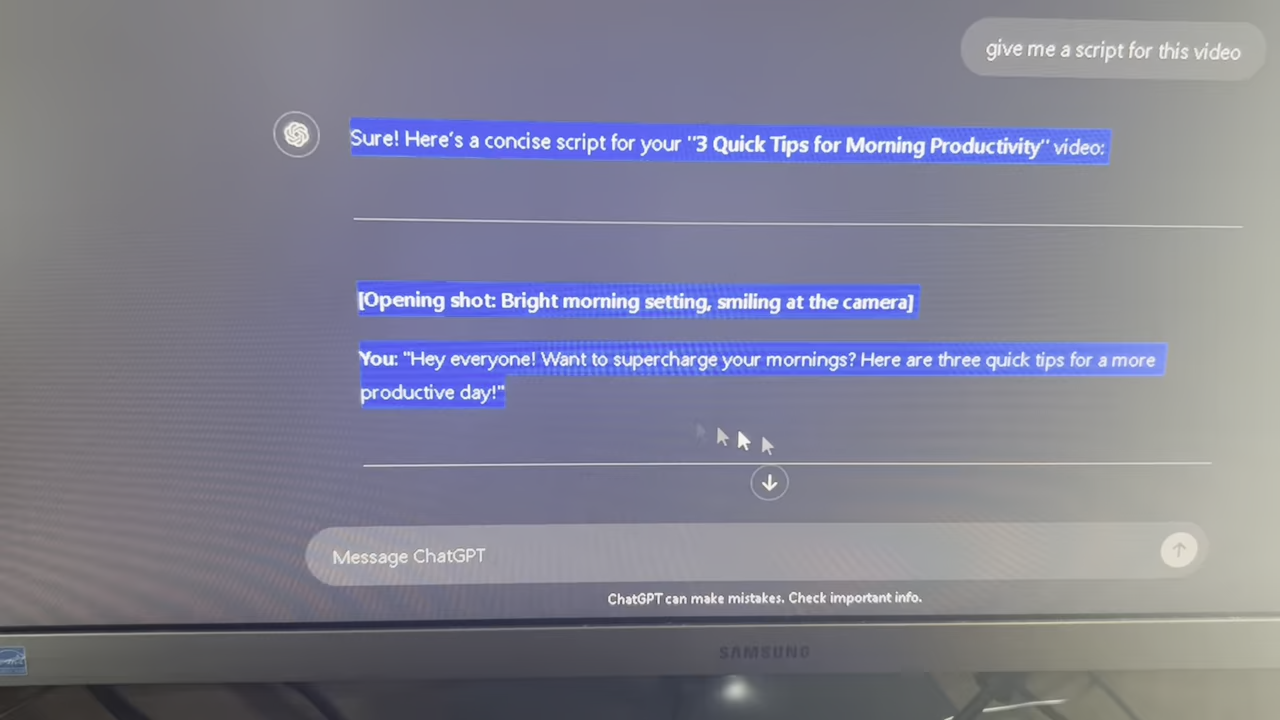 give me a script for this video
Sure! Here's a concise script for your "3 Quick Tips for Morning Productivity" video:
[Opening shot: Bright morning setting, smiling at the camera]
You: "Hey everyone! Want to supercharge your mornings? Here are three quick tips for a more
productive day!"
Message ChatGPT
ChatGPT can make mistakes. Check important info.
SAMSUNG